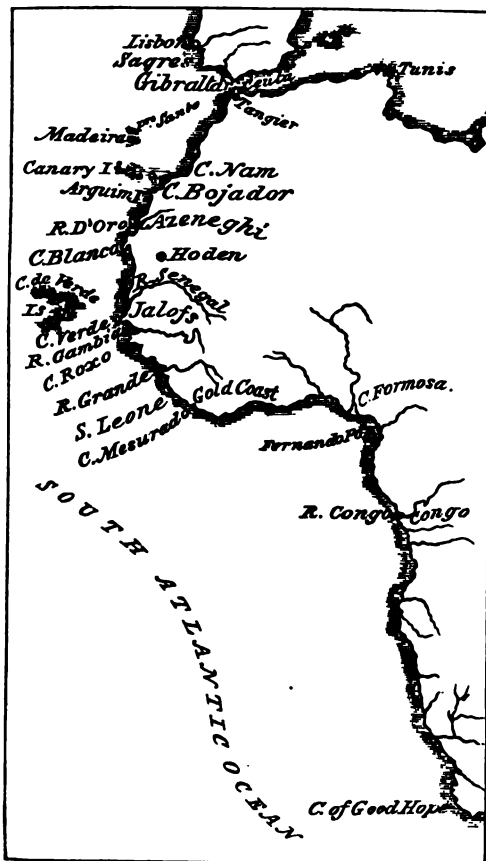 Lisbon
Sagres
Gibraltar
Ceuta
Tunis
Tangier
Pto. Santo
Madeira
Canary Is
C. Nam
Arguim
C. Bojador
R. D'Oro
Azeneghi
C. Blanco
Hoden
C. de Verde
Is
R. Senegal
Jalofs
C. Verde
R. Gambia
C. Roxo
R. Grande
S. Leone
C. Mesurado
Gold Coast
C. Formosa.
Fernando Po
R. Congo
Congo
SOUTH ATLANTIC OCEAN
C. of Good Hope